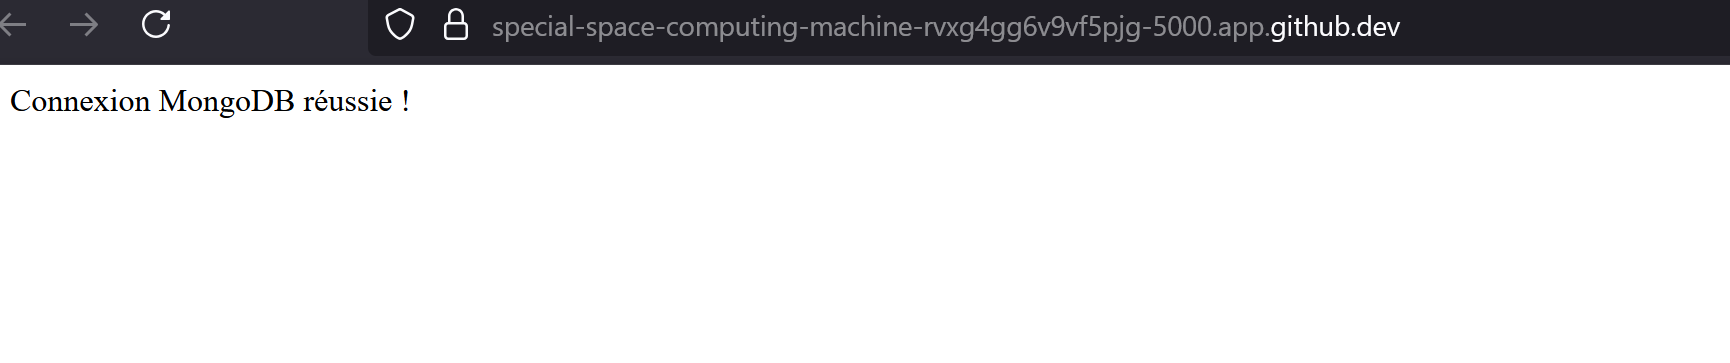 special-space-computing-machine-rvxg4gg6v9vf5pjg-5000.app.github.dev
Connexion MongoDB réussie !